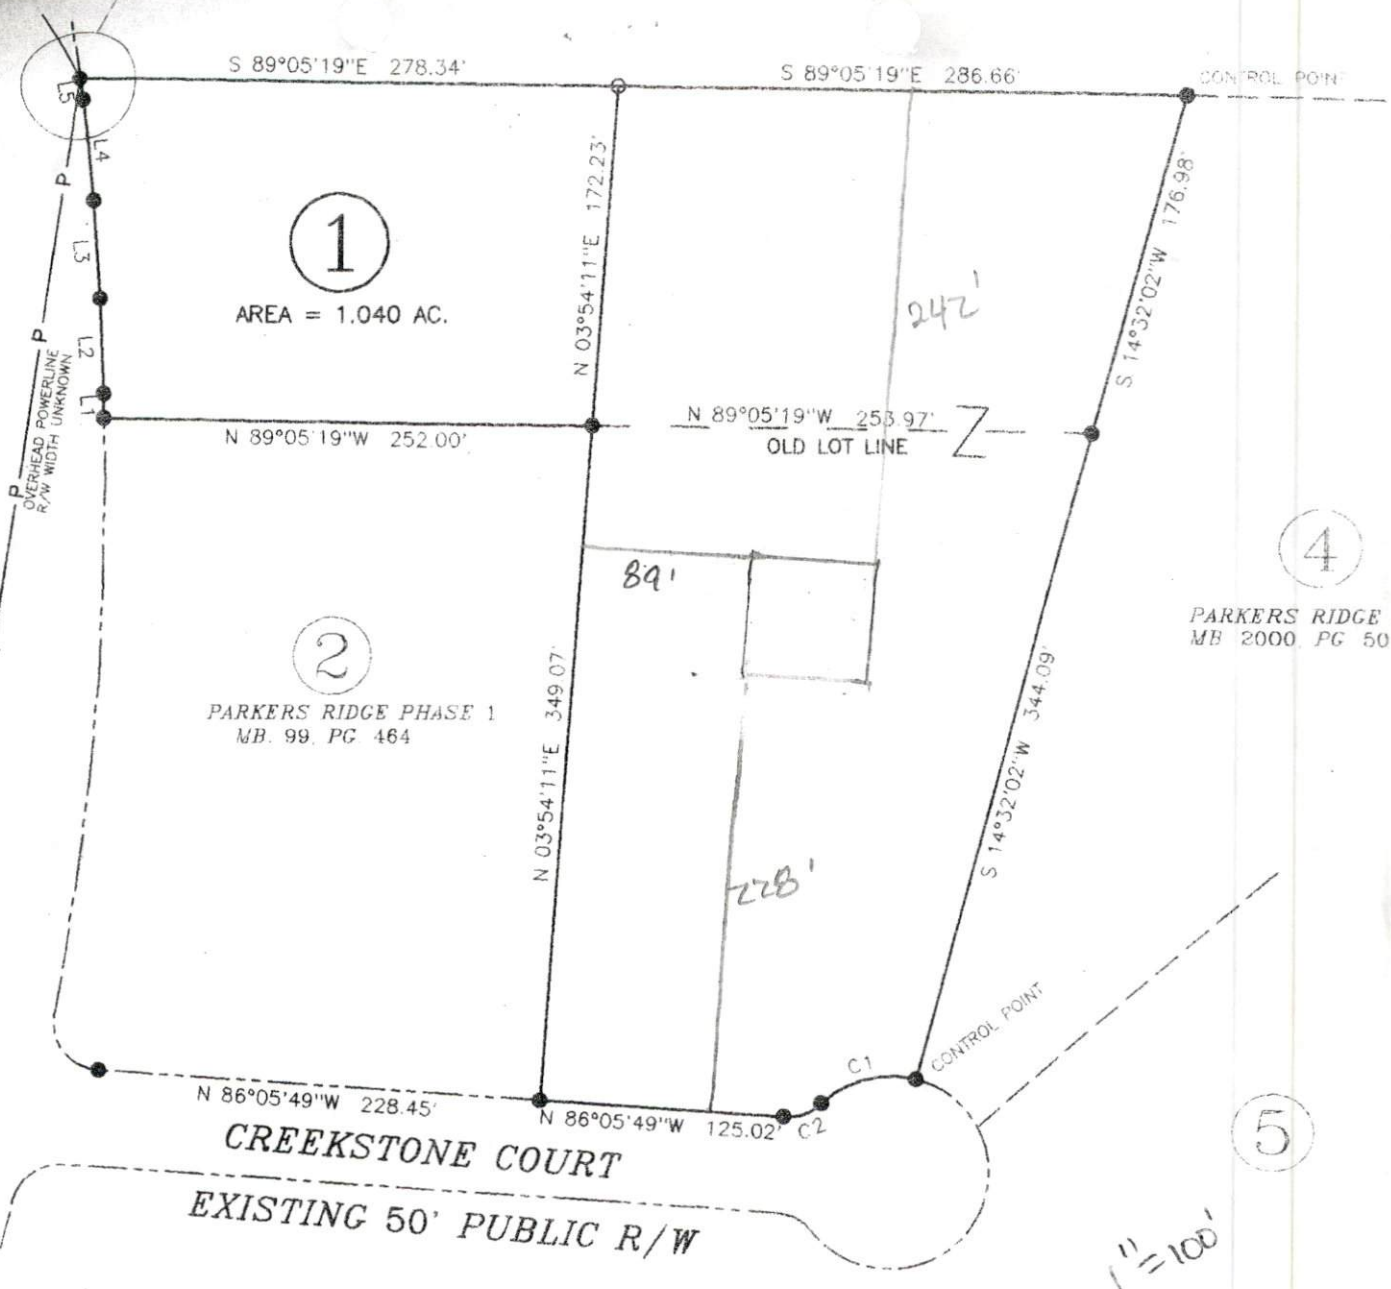 S 89°05'19"E 278.34'
S 89°05'19"E 286.66'
CONTROL POINT
L5
L4
L3
L2
L1
P
P
P
OVERHEAD POWERLINE
R/W WIDTH UNKNOWN
1
AREA = 1.040 AC.
N 03°54'11"E 172.23'
S 14°32'02"W 176.98'
242'
N 89°05'19"W 252.00'
N 89°05'19"W 253.97'
OLD LOT LINE
Z
89'
4
PARKERS RIDGE
MB 2000 PG 50
2
PARKERS RIDGE PHASE 1
MB. 99, PG 464
N 03°54'11"E 349.07'
S 14°32'02"W 344.09'
228'
CONTROL POINT
C1
C2
N 86°05'49"W 228.45'
N 86°05'49"W 125.02'
CREEKSTONE COURT
EXISTING 50' PUBLIC R/W
5
1"=100'